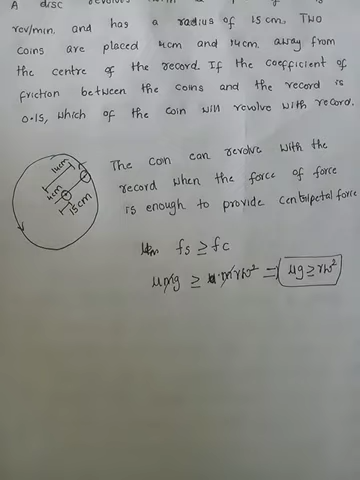 A disc revolves
rev/min. and has a radius of 15 cm. Two
coins are placed 4cm and 14cm. away from
the centre of the record. If the coefficient of
friction between the coins and the record is
0.15, which of the coin will revolve with record.
14cm
4cm
15cm
The coin can revolve with the
record when the force of force
is enough to provide centripetal force
fs ≥ fc
μmg ≥ mrω² ⇒ μg ≥ rω²